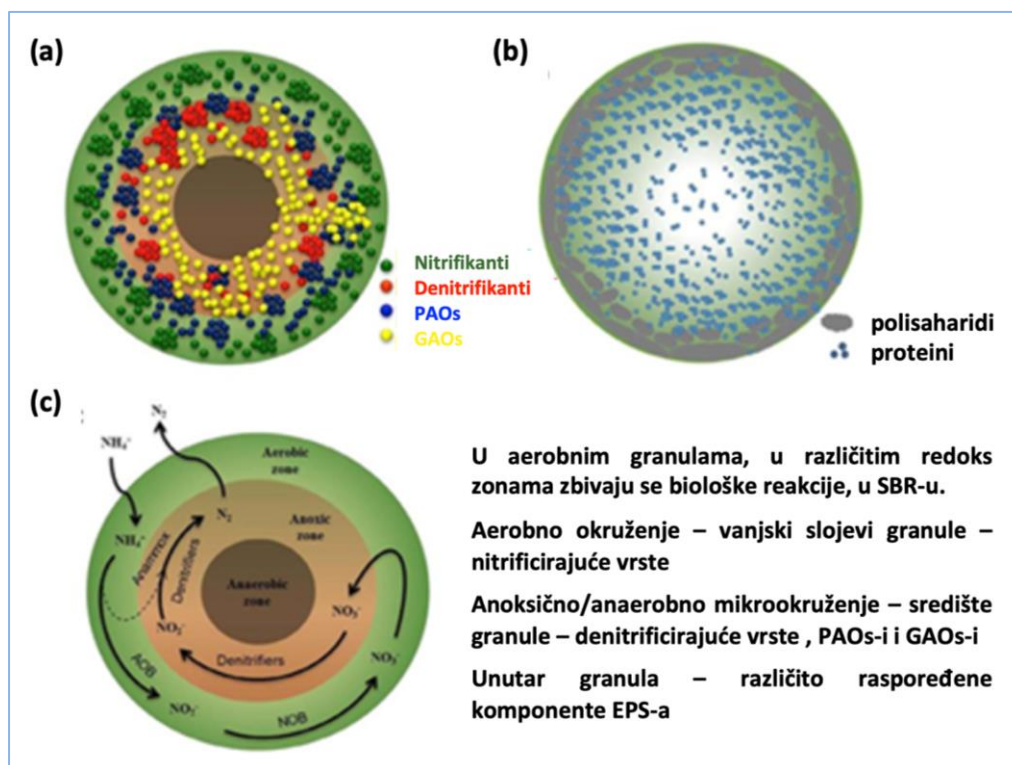 (a)
(b)
Nitrifikanti
Denitrifikanti
PAOs
GAOs
polisaharidi
proteini
(c)
N₂
NH₄⁺
Aerobic
zone
N₂
Anoxic
zone
NH₄⁺
Anammox
Denitrifiers
Anaerobic
zone
NO₂⁻
NO₃⁻
Denitrifiers
NO₃⁻
AOB
NO₂⁻
NOB
U aerobnim granulama, u različitim redoks
zonama zbivaju se biološke reakcije, u SBR-u.
Aerobno okruženje – vanjski slojevi granule –
nitrificirajuće vrste
Anoksično/anaerobno mikrookruženje – središte
granule – denitrificirajuće vrste , PAOs-i i GAOs-i
Unutar granula – različito raspoređene
komponente EPS-a